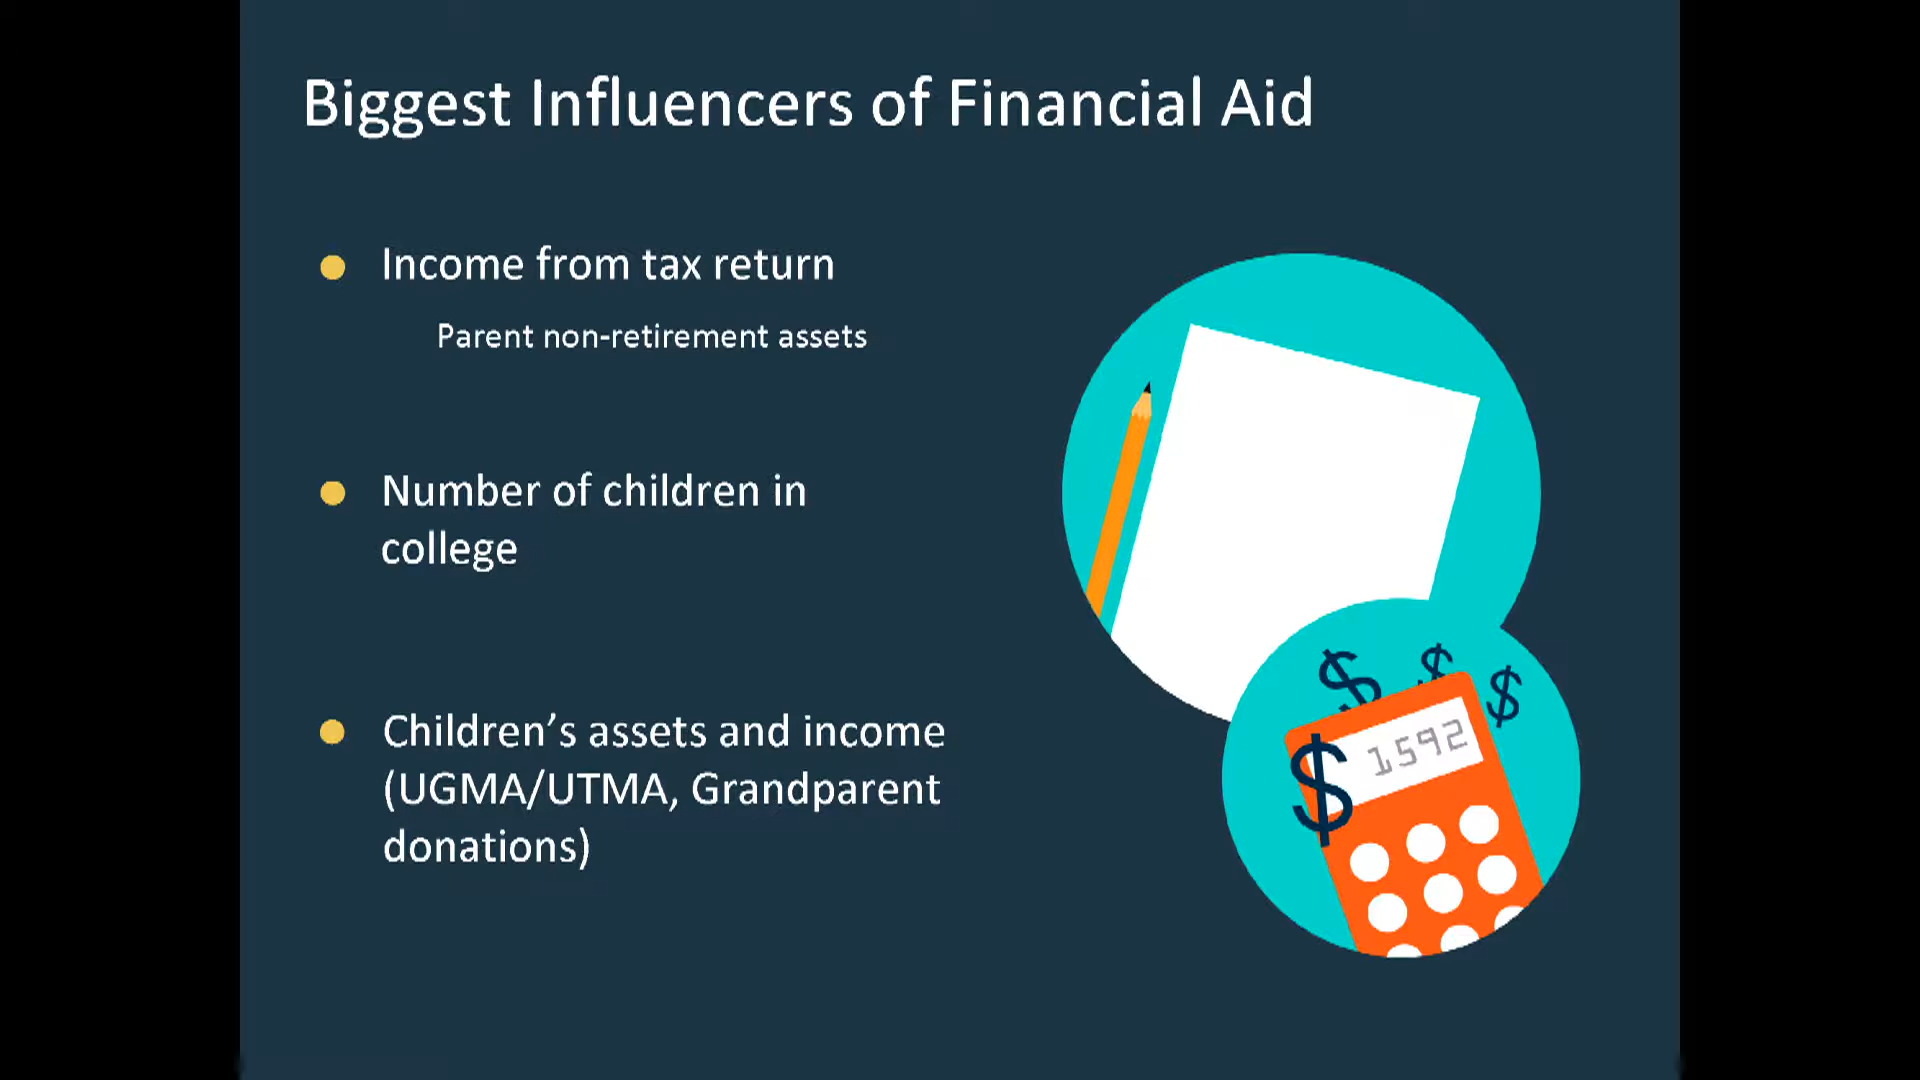 Biggest Influencers of Financial Aid
Income from tax return
Parent non-retirement assets
Number of children in
college
Children’s assets and income
(UGMA/UTMA, Grandparent
donations)
$ $ $
$ 1592